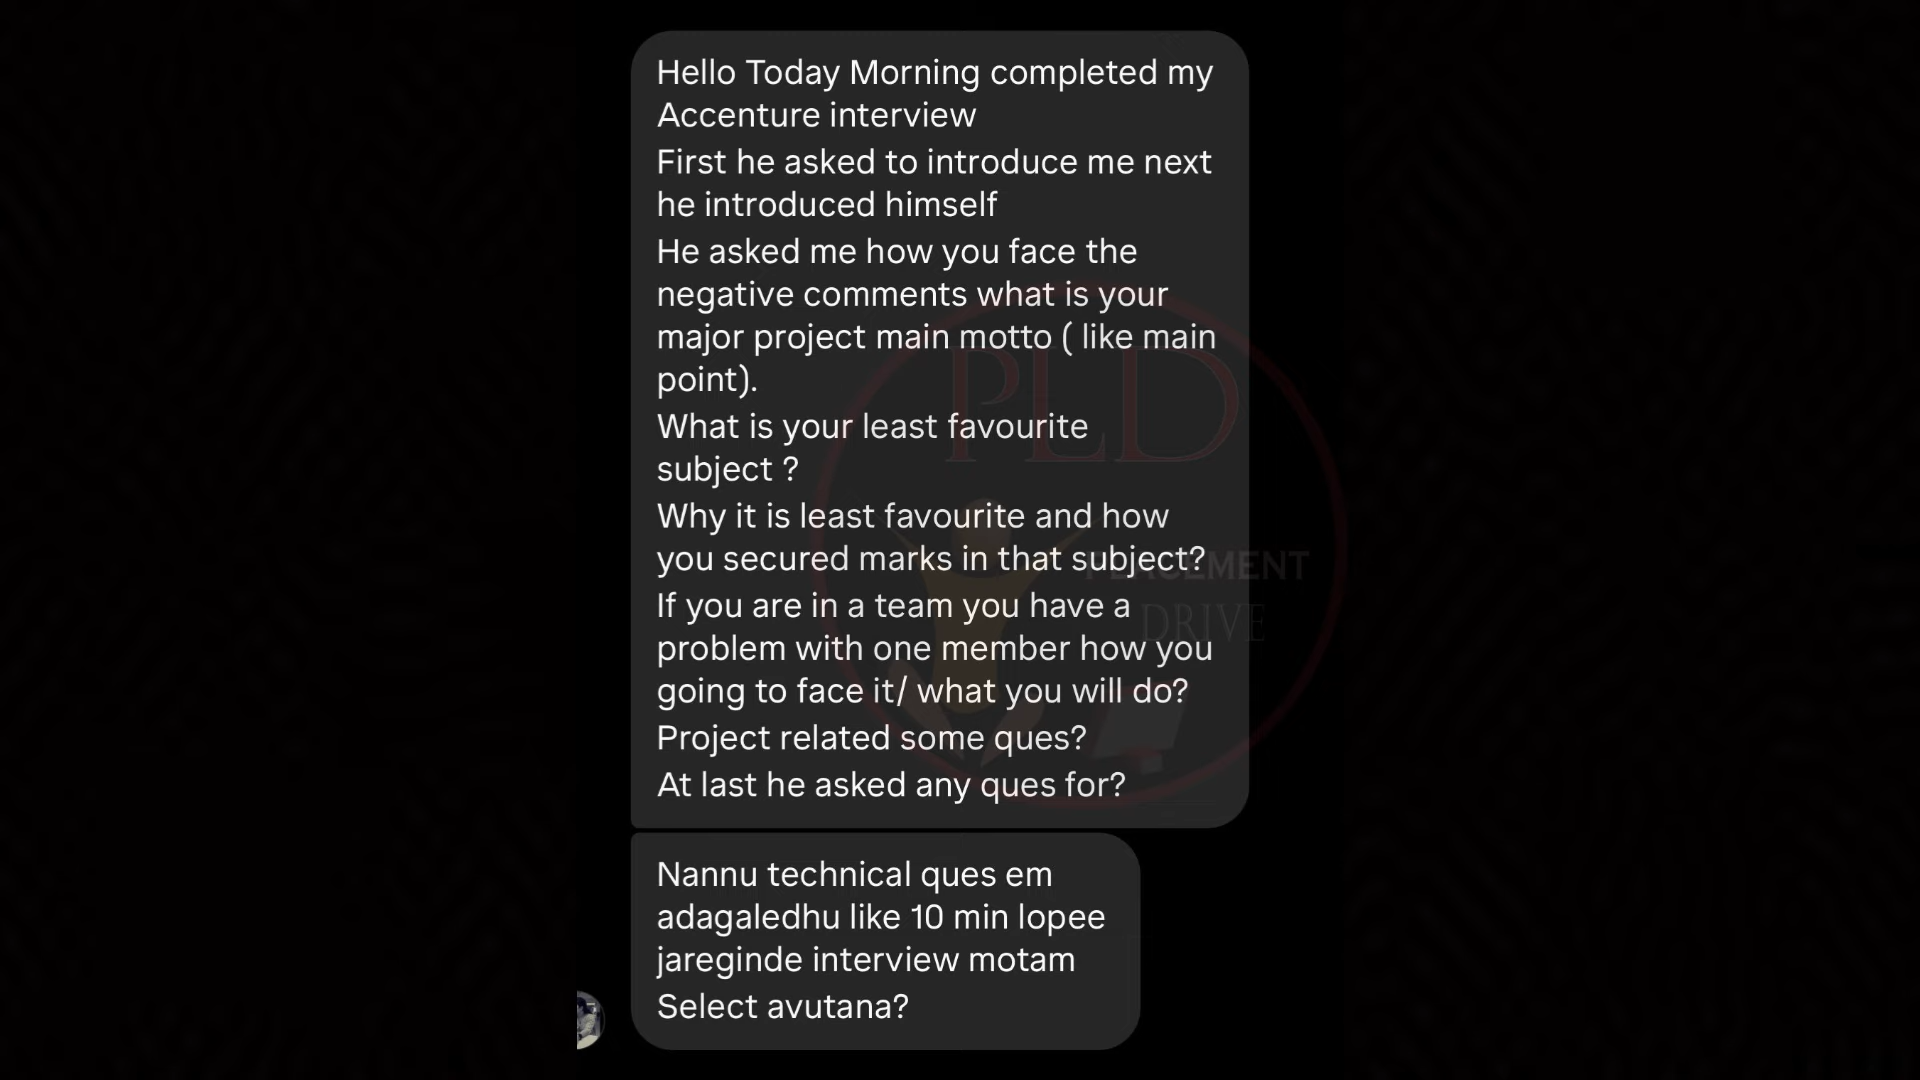 Hello Today Morning completed my
Accenture interview
First he asked to introduce me next
he introduced himself
He asked me how you face the
negative comments what is your
major project main motto ( like main
point).
What is your least favourite
subject ?
Why it is least favourite and how
you secured marks in that subject?
If you are in a team you have a
problem with one member how you
going to face it/ what you will do?
Project related some ques?
At last he asked any ques for?
Nannu technical ques em
adagaledhu like 10 min lopee
jareginde interview motam
Select avutana?
PLD
PLACEMENT
DRIVE